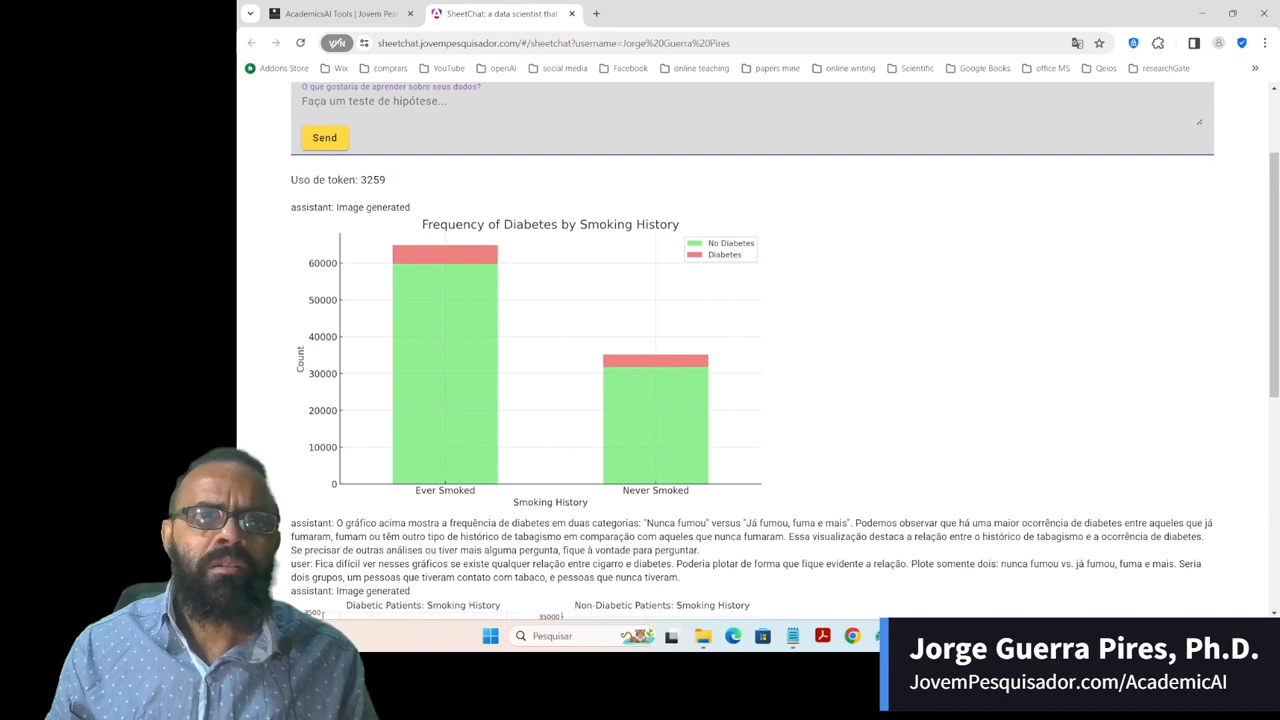 AcademicsAI Tools | Jovem Pes
SheetChat: a data scientist that
VPN
sheetchat.jovempesquisador.com/#/sheetchat?username=Jorge%20Guerra%20Pires
Addons Store Wix comprars YouTube openAI social media Facebook online teaching papers mine online writing Scientific Google Books office MS Qeios researchGate
O que gostaria de aprender sobre seus dados?
Faça um teste de hipótese...
Send
Uso de token: 3259
assistant: Image generated
Frequency of Diabetes by Smoking History
No Diabetes
Diabetes
60000
50000
40000
30000
20000
10000
0
Count
Ever Smoked Never Smoked
Smoking History
assistant: O gráfico acima mostra a frequência de diabetes em duas categorias: "Nunca fumou" versus "Já fumou, fuma e mais". Podemos observar que há uma maior ocorrência de diabetes entre aqueles que já
fumaram, fumam ou têm outro tipo de histórico de tabagismo em comparação com aqueles que nunca fumaram. Essa visualização destaca a relação entre o histórico de tabagismo e a ocorrência de diabetes.
Se precisar de outras análises ou tiver mais alguma pergunta, fique à vontade para perguntar.
user: Fica difícil ver nesses gráficos se existe qualquer relação entre cigarro e diabetes. Poderia plotar de forma que fique evidente a relação. Plote somente dois: nunca fumou vs. já fumou, fuma e mais. Seria
dois grupos, um pessoas que tiveram contato com tabaco, e pessoas que nunca tiveram.
assistant: Image generated
Diabetic Patients: Smoking History Non-Diabetic Patients: Smoking History
3500 35000
Pesquisar
Jorge Guerra Pires, Ph.D.
JovemPesquisador.com/AcademicAI